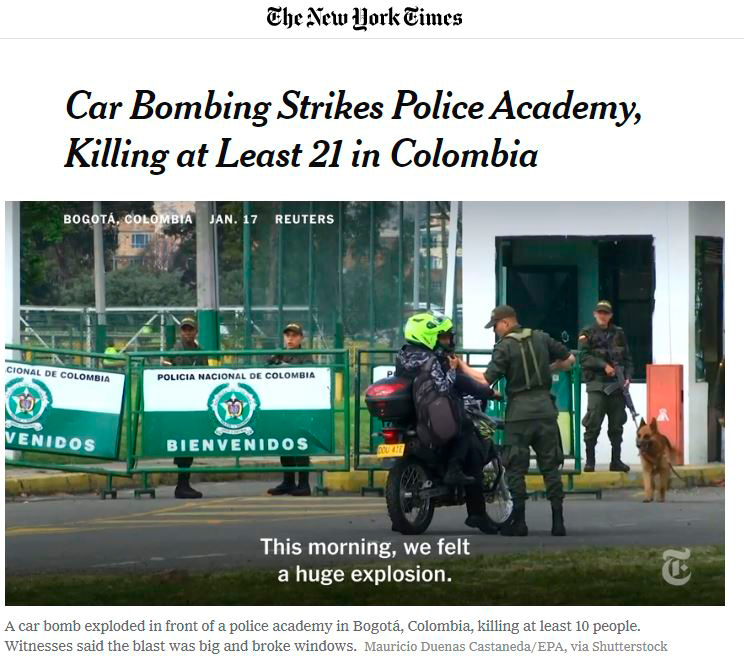 The New York Times
Car Bombing Strikes Police Academy,
Killing at Least 21 in Colombia
BOGOTÁ, COLOMBIA JAN. 17 REUTERS
CIONAL DE COLOMBIA
VENIDOS
POLICIA NACIONAL DE COLOMBIA
BIENVENIDOS
P
This morning, we felt
a huge explosion.
T
A car bomb exploded in front of a police academy in Bogotá, Colombia, killing at least 10 people.
Witnesses said the blast was big and broke windows. Mauricio Duenas Castaneda/EPA, via Shutterstock